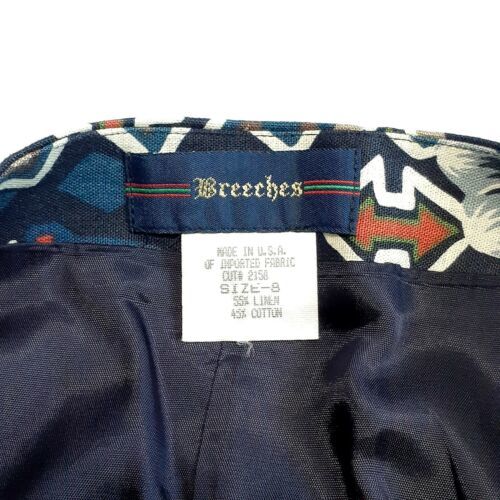 Breeches
MADE IN U.S.A.
OF IMPORTED FABRIC
CUT# 2158
SIZE-8
55% LINEN
45% COTTON